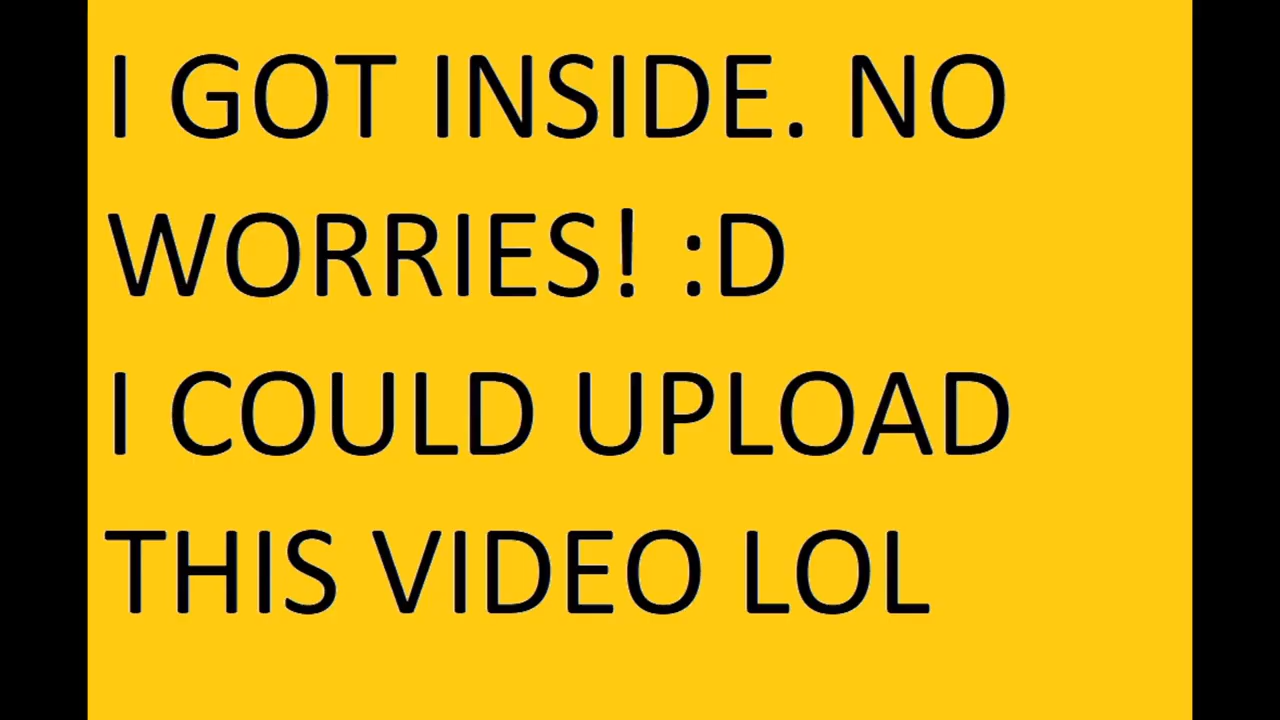 I GOT INSIDE. NO
WORRIES! :D
I COULD UPLOAD
THIS VIDEO LOL